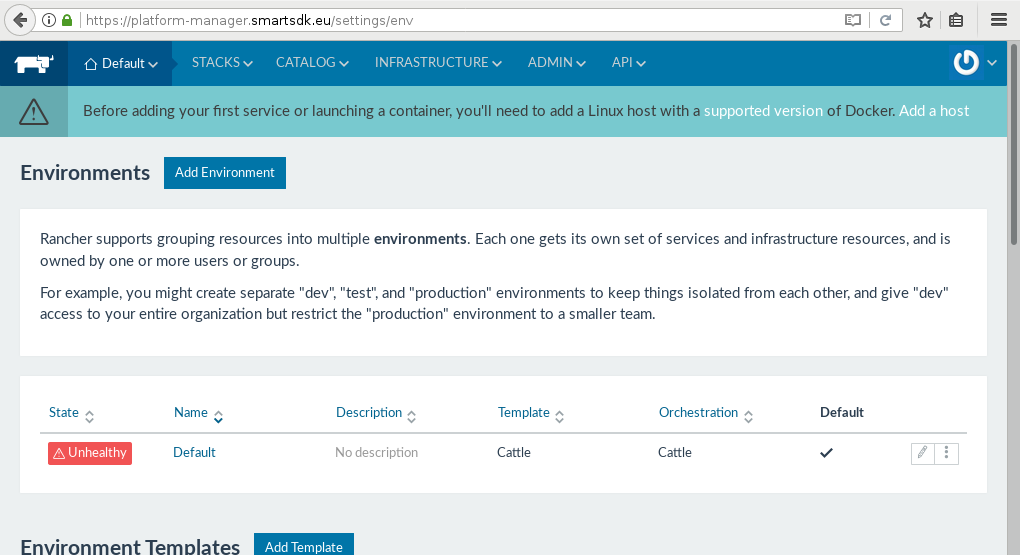 https://platform-manager.smartsdk.eu/settings/env
Default STACKS CATALOG INFRASTRUCTURE ADMIN API
Before adding your first service or launching a container, you'll need to add a Linux host with a supported version of Docker. Add a host
Environments Add Environment
Rancher supports grouping resources into multiple environments. Each one gets its own set of services and infrastructure resources, and is
owned by one or more users or groups.
For example, you might create separate "dev", "test", and "production" environments to keep things isolated from each other, and give "dev"
access to your entire organization but restrict the "production" environment to a smaller team.
State Name Description Template Orchestration Default
Unhealthy Default No description Cattle Cattle
Environment Templates Add Template